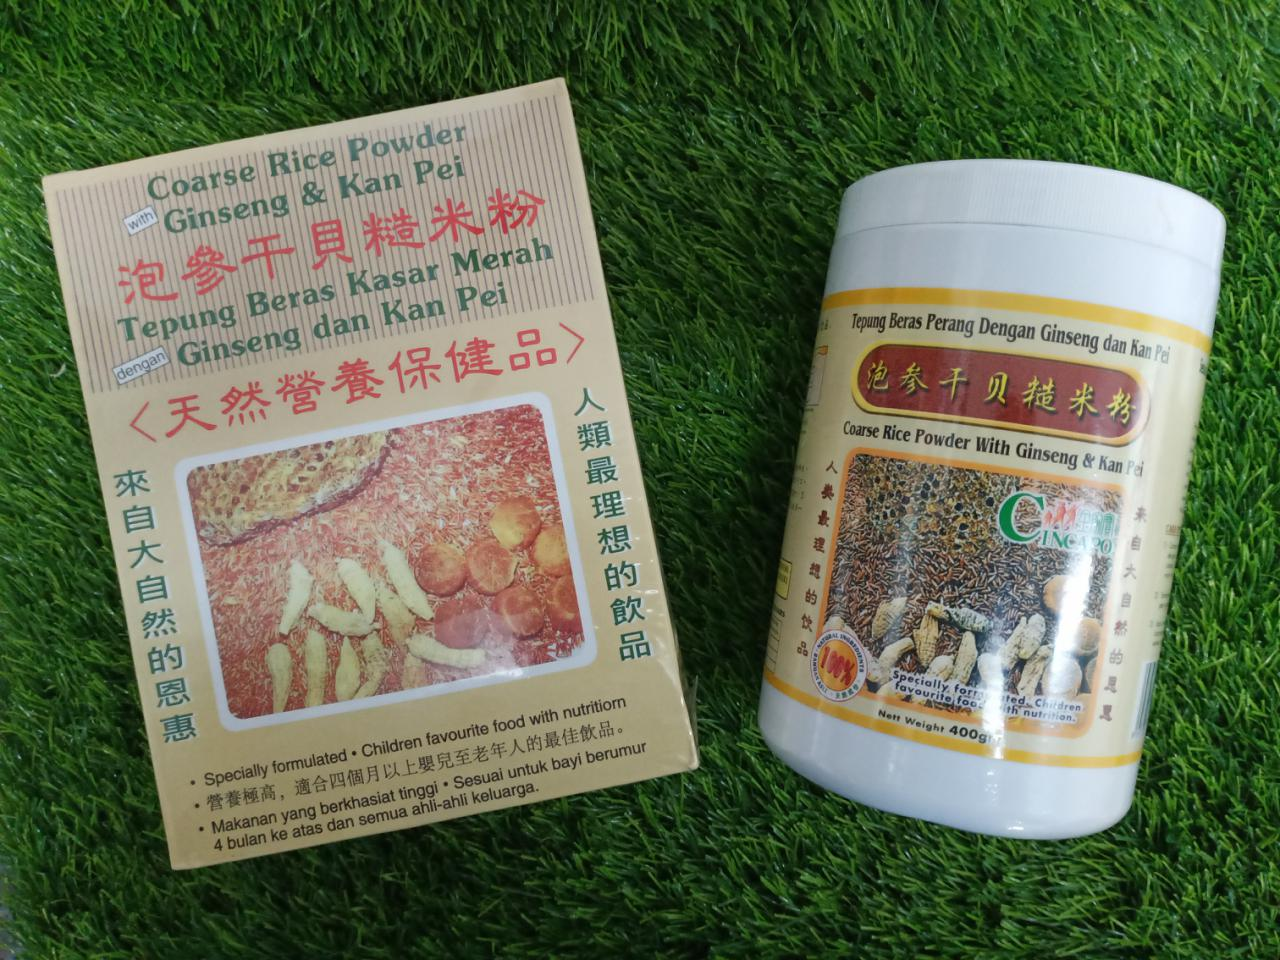 Coarse Rice Powder
with Ginseng & Kan Pei
泡參干貝糙米粉
Tepung Beras Kasar Merah
dengan Ginseng dan Kan Pei
〈天然營養保健品〉
來自大自然的恩惠
人類最理想的飲品
• Specially formulated • Children favourite food with nutritiorn
• 營養極高，適合四個月以上嬰兒至老年人的最佳飲品。
• Makanan yang berkhasiat tinggi • Sesuai untuk bayi berumur
4 bulan ke atas dan semua ahli-ahli keluarga.
Tepung Beras Perang Dengan Ginseng dan Kan Pei
泡参干贝糙米粉
Coarse Rice Powder With Ginseng & Kan Pei
人类最理想的饮品
来自大自然的恩惠
CINCAPO
NATURAL INGREDIENTS
100%
Specially formulated. Children
favourite food with nutrition.
Nett Weight 400gm